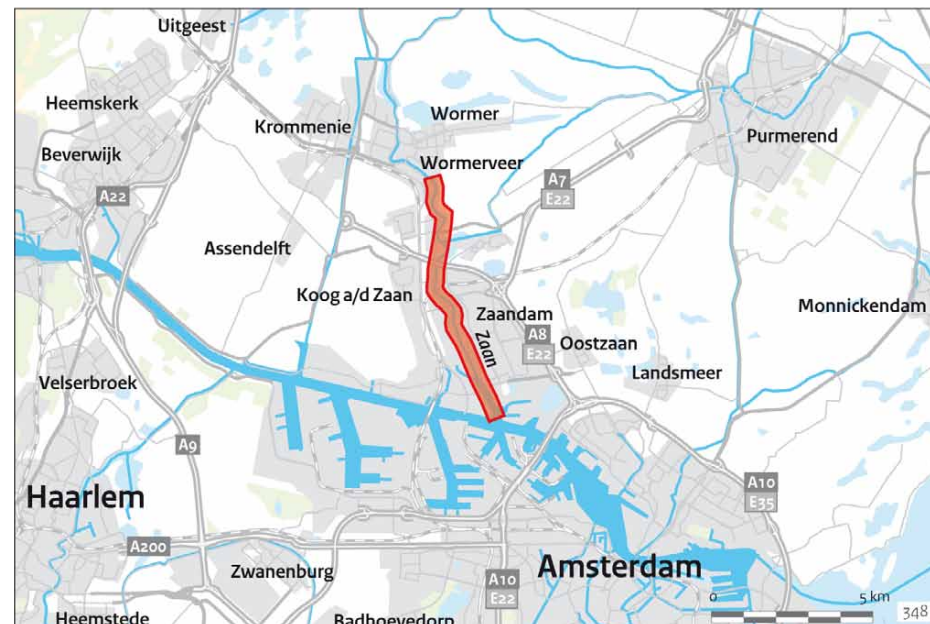 Uitgeest
Heemskerk
Wormer
Krommenie
Purmerend
Beverwijk
Wormerveer
A7
E22
A22
Assendelft
Koog a/d Zaan
Monnickendam
Zaandam
A8
E22
Zaan
Oostzaan
Landsmeer
Velserbroek
A9
Haarlem
A10
E35
A200
Zwanenburg
Amsterdam
A10
E22
0 5 km
348
Heemstede
Badhoevedorp